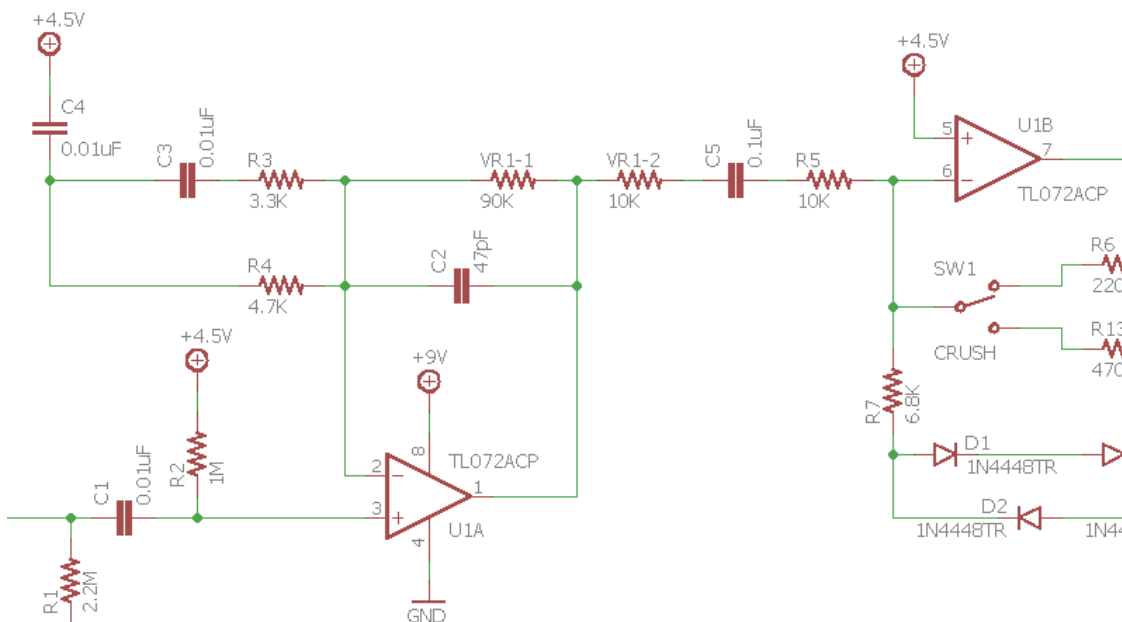 +4.5V
C4
0.01uF
C3
0.01uF
R3
3.3K
VR1-1
90K
VR1-2
10K
C5
0.1uF
R5
10K
+4.5V
U1B
5
+
6
−
7
TL072ACP
R4
4.7K
C2
47pF
SW1
CRUSH
R6
220
R13
470
R7
6.8K
D1
1N4448TR
D2
1N4448TR
1N44
+4.5V
R2
1M
C1
0.01uF
R1
2.2M
+9V
8
TL072ACP
2
−
3
+
1
4
U1A
GND